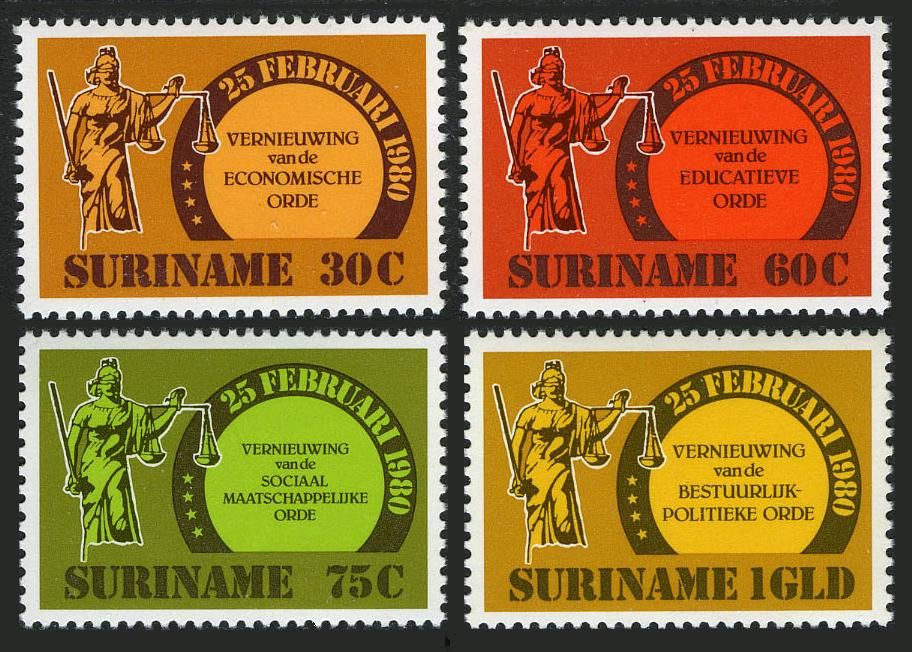 25 FEBRUARI 1980
VERNIEUWING
van de
ECONOMISCHE
ORDE
SURINAME 30C
25 FEBRUARI 1980
VERNIEUWING
van de
EDUCATIEVE
ORDE
SURINAME 60C
25 FEBRUARI 1980
VERNIEUWING
van de
SOCIAAL
MAATSCHAPPELIJKE
ORDE
SURINAME 75C
25 FEBRUARI 1980
VERNIEUWING
van de
BESTUURLIJK-
POLITIEKE ORDE
SURINAME 1GLD